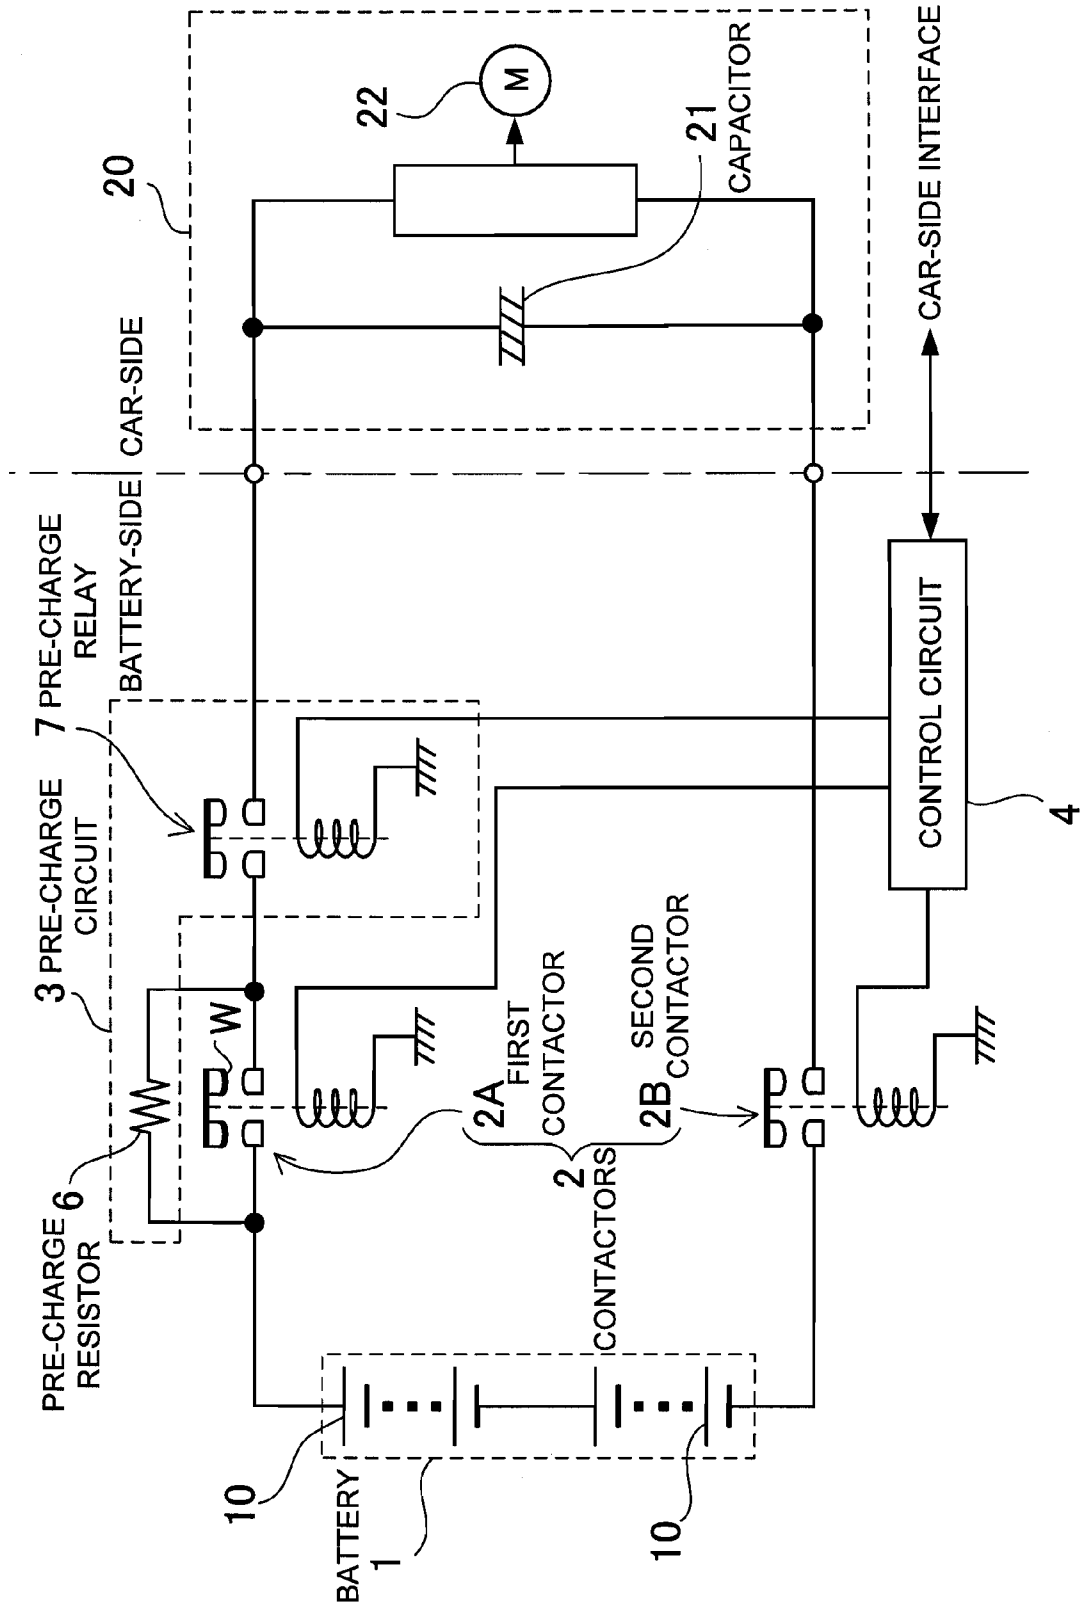 3 PRE-CHARGE
CIRCUIT
7 PRE-CHARGE
RELAY
BATTERY-SIDE
CAR-SIDE
20
PRE-CHARGE
RESISTOR
6
W
22
M
21
CAPACITOR
2A
FIRST
CONTACTOR
2
CONTACTORS
2B
SECOND
CONTACTOR
10
BATTERY
1
10
CONTROL CIRCUIT
4
CAR-SIDE INTERFACE